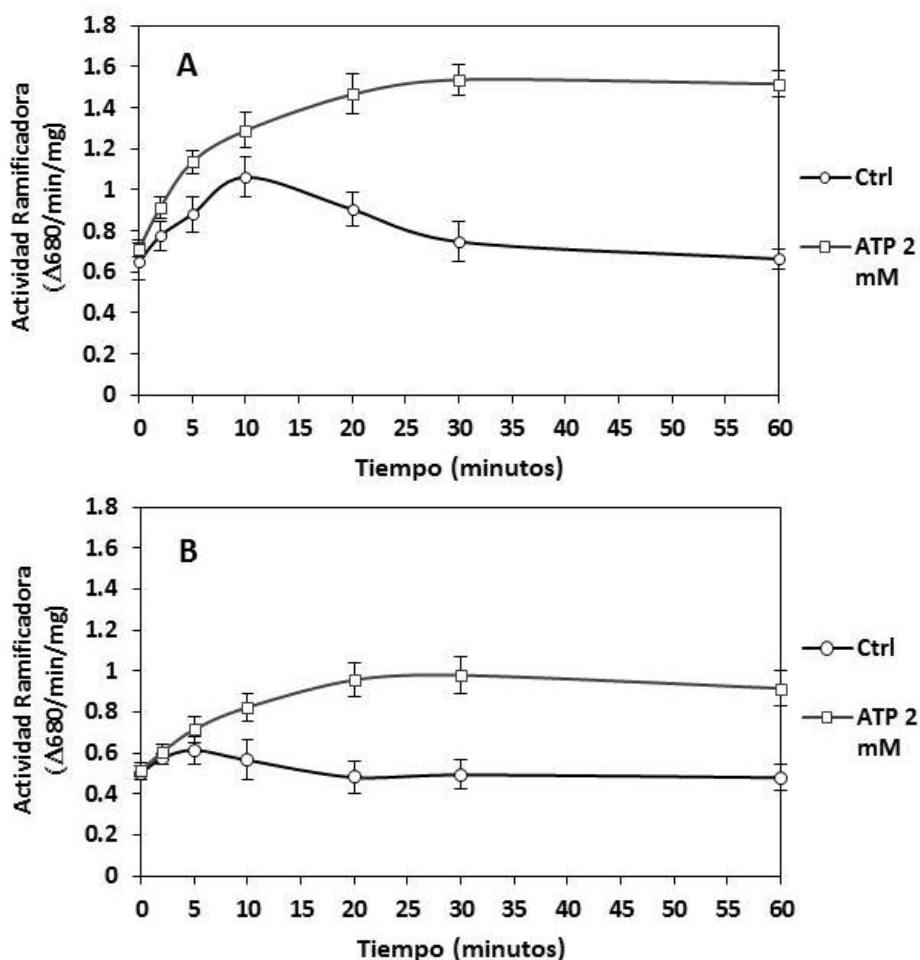 A
1.8
1.6
1.4
1.2
1
0.8
0.6
0.4
0.2
0
Actividad Ramificadora
(Δ680/min/mg)
0 5 10 15 20 25 30 35 40 45 50 55 60
Tiempo (minutos)
Ctrl
ATP 2
mM
B
1.8
1.6
1.4
1.2
1
0.8
0.6
0.4
0.2
0
Actividad Ramificadora
(Δ680/min/mg)
0 5 10 15 20 25 30 35 40 45 50 55 60
Tiempo (minutos)
Ctrl
ATP 2
mM